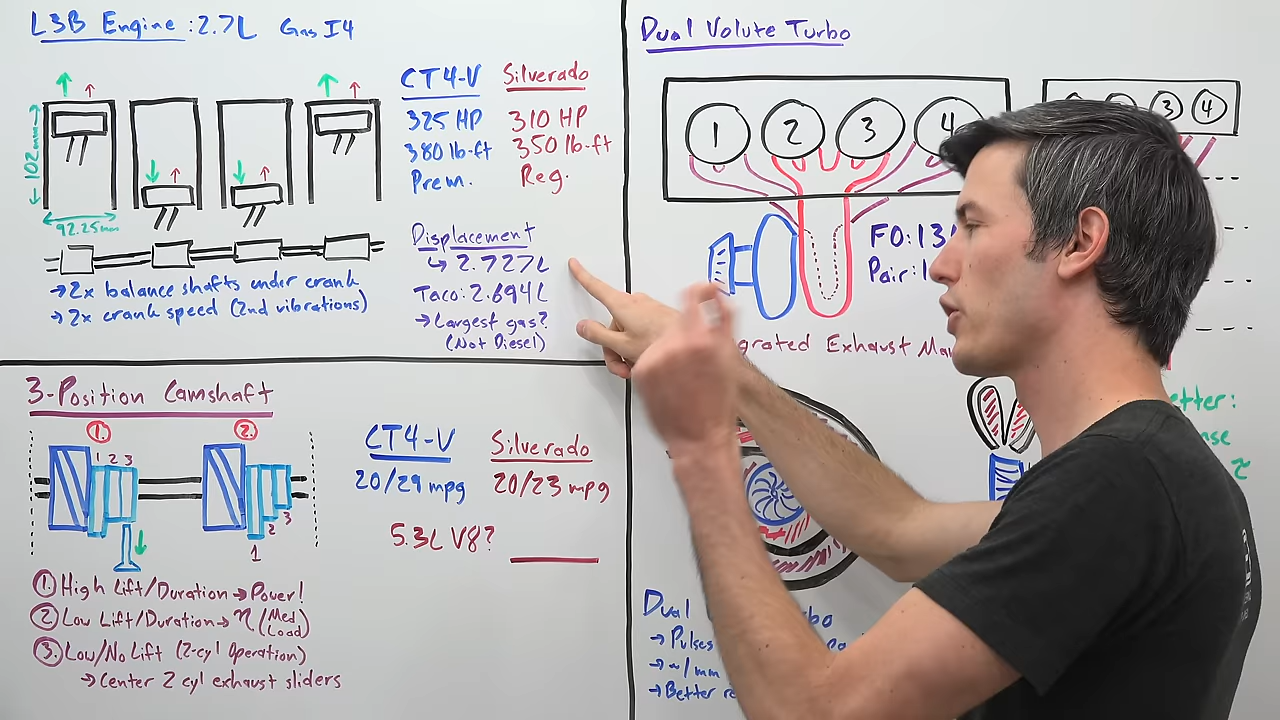 L3B Engine: 2.7L Gas I4
102mm
92.25mm
→2x balance shafts under crank
→2x crank speed (2nd vibrations)
CT4-V Silverado
325 HP 310 HP
380 lb-ft 350 lb-ft
Prem. Reg.
Displacement
↳ 2.727L
Taco: 2.694L
→Largest gas?
(Not Diesel)
3-Position Camshaft
1. 2.
1 2 3
1 2 3
① High Lift/Duration → Power!
② Low Lift/Duration → η (Med Load)
③ Low/No Lift (2-cyl Operation)
→Center 2 cyl exhaust sliders
CT4-V Silverado
20/29 mpg 20/23 mpg
5.3L V8?
Dual Volute Turbo
1 2 3 4
3 4
FO: 13
Pair: 1
Exhaust
Dual
→Pulses
→~1mm
→Better